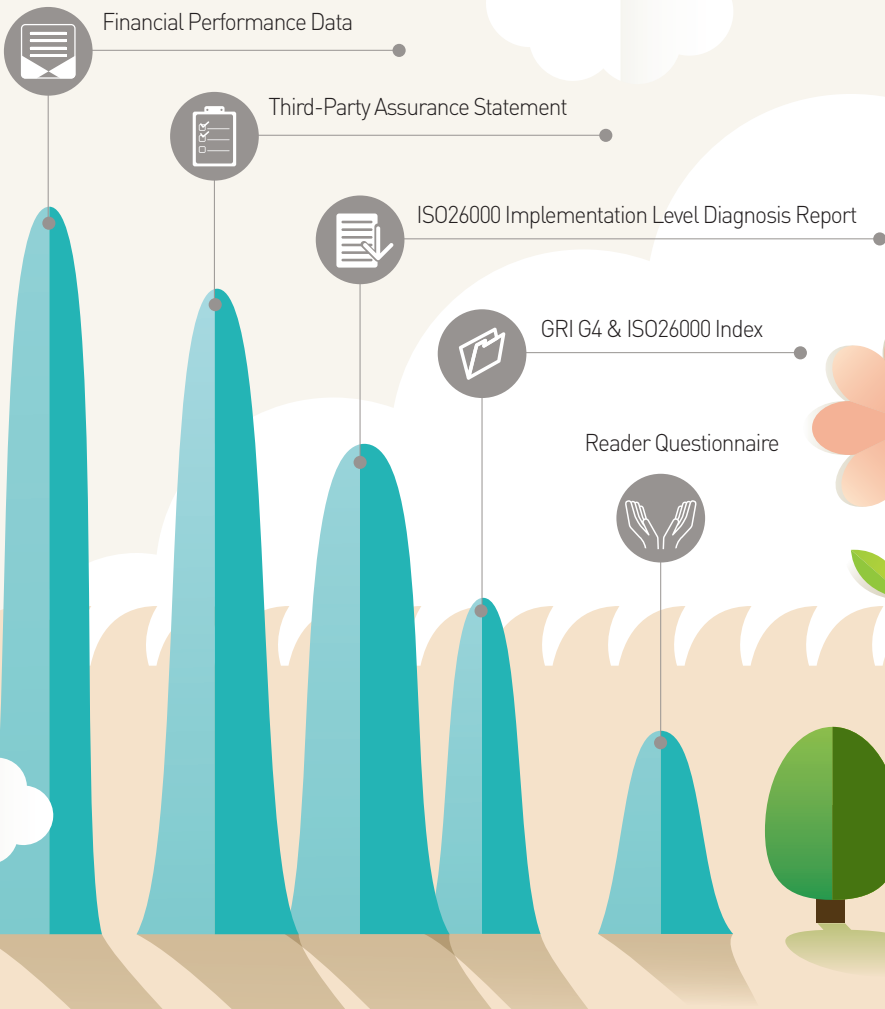 Financial Performance Data
Third-Party Assurance Statement
ISO26000 Implementation Level Diagnosis Report
GRI G4 & ISO26000 Index
Reader Questionnaire